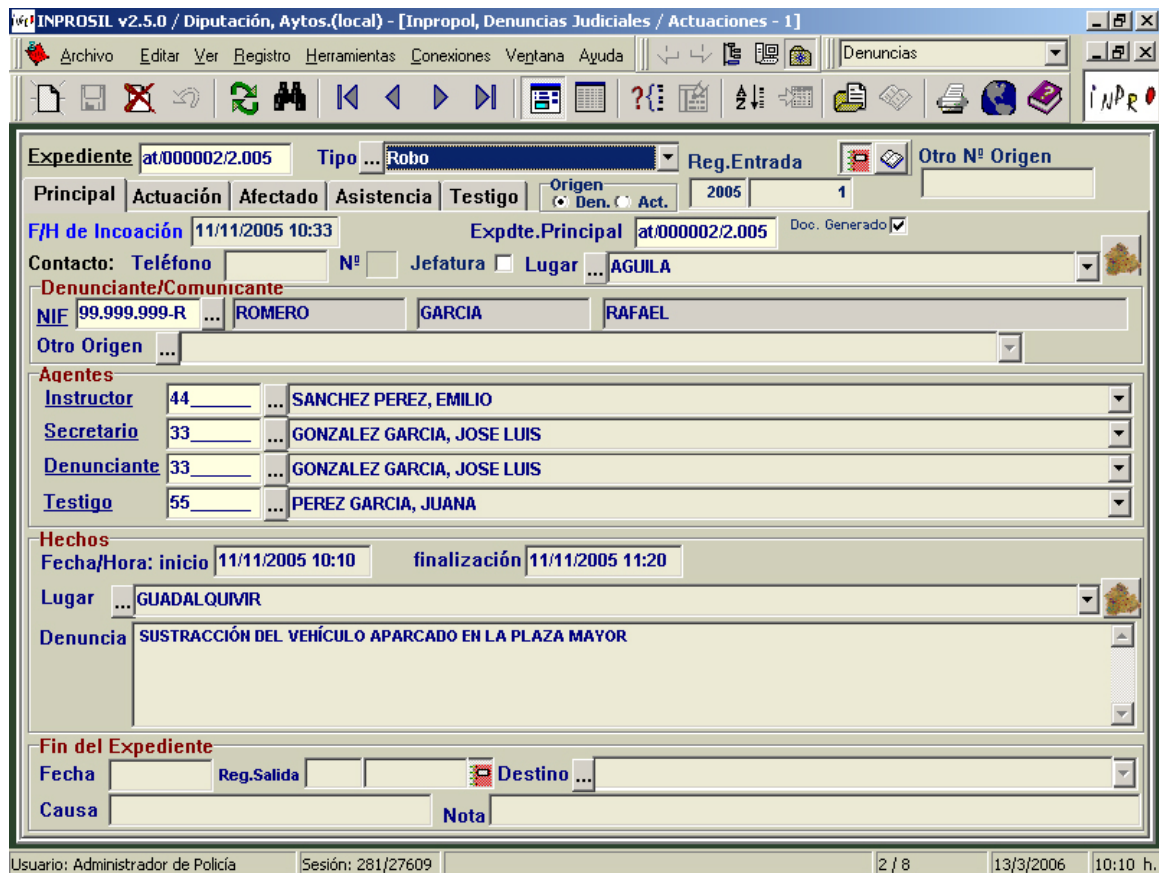 INPROSIL v2.5.0 / Diputación, Aytos.(local) - [Inpropol, Denuncias Judiciales / Actuaciones - 1]
Archivo Editar Ver Registro Herramientas Conexiones Ventana Ayuda Denuncias
INPRO
Expediente at/000002/2.005 Tipo ... Robo Reg.Entrada Otro Nº Origen
Principal Actuación Afectado Asistencia Testigo Origen Den. Act. 2005 1
F/H de Incoación 11/11/2005 10:33 Expdte.Principal at/000002/2.005 Doc. Generado
Contacto: Teléfono Nº Jefatura Lugar ... AGUILA
Denunciante/Comunicante
NIF 99.999.999-R ... ROMERO GARCIA RAFAEL
Otro Origen ...
Agentes
Instructor 44______ ... SANCHEZ PEREZ, EMILIO
Secretario 33______ ... GONZALEZ GARCIA, JOSE LUIS
Denunciante 33______ ... GONZALEZ GARCIA, JOSE LUIS
Testigo 55______ ... PEREZ GARCIA, JUANA
Hechos
Fecha/Hora: inicio 11/11/2005 10:10 finalización 11/11/2005 11:20
Lugar ... GUADALQUIVIR
Denuncia SUSTRACCIÓN DEL VEHÍCULO APARCADO EN LA PLAZA MAYOR
Fin del Expediente
Fecha Reg.Salida Destino ...
Causa Nota
Usuario: Administrador de Policía Sesión: 281/27609 2 / 8 13/3/2006 10:10 h.